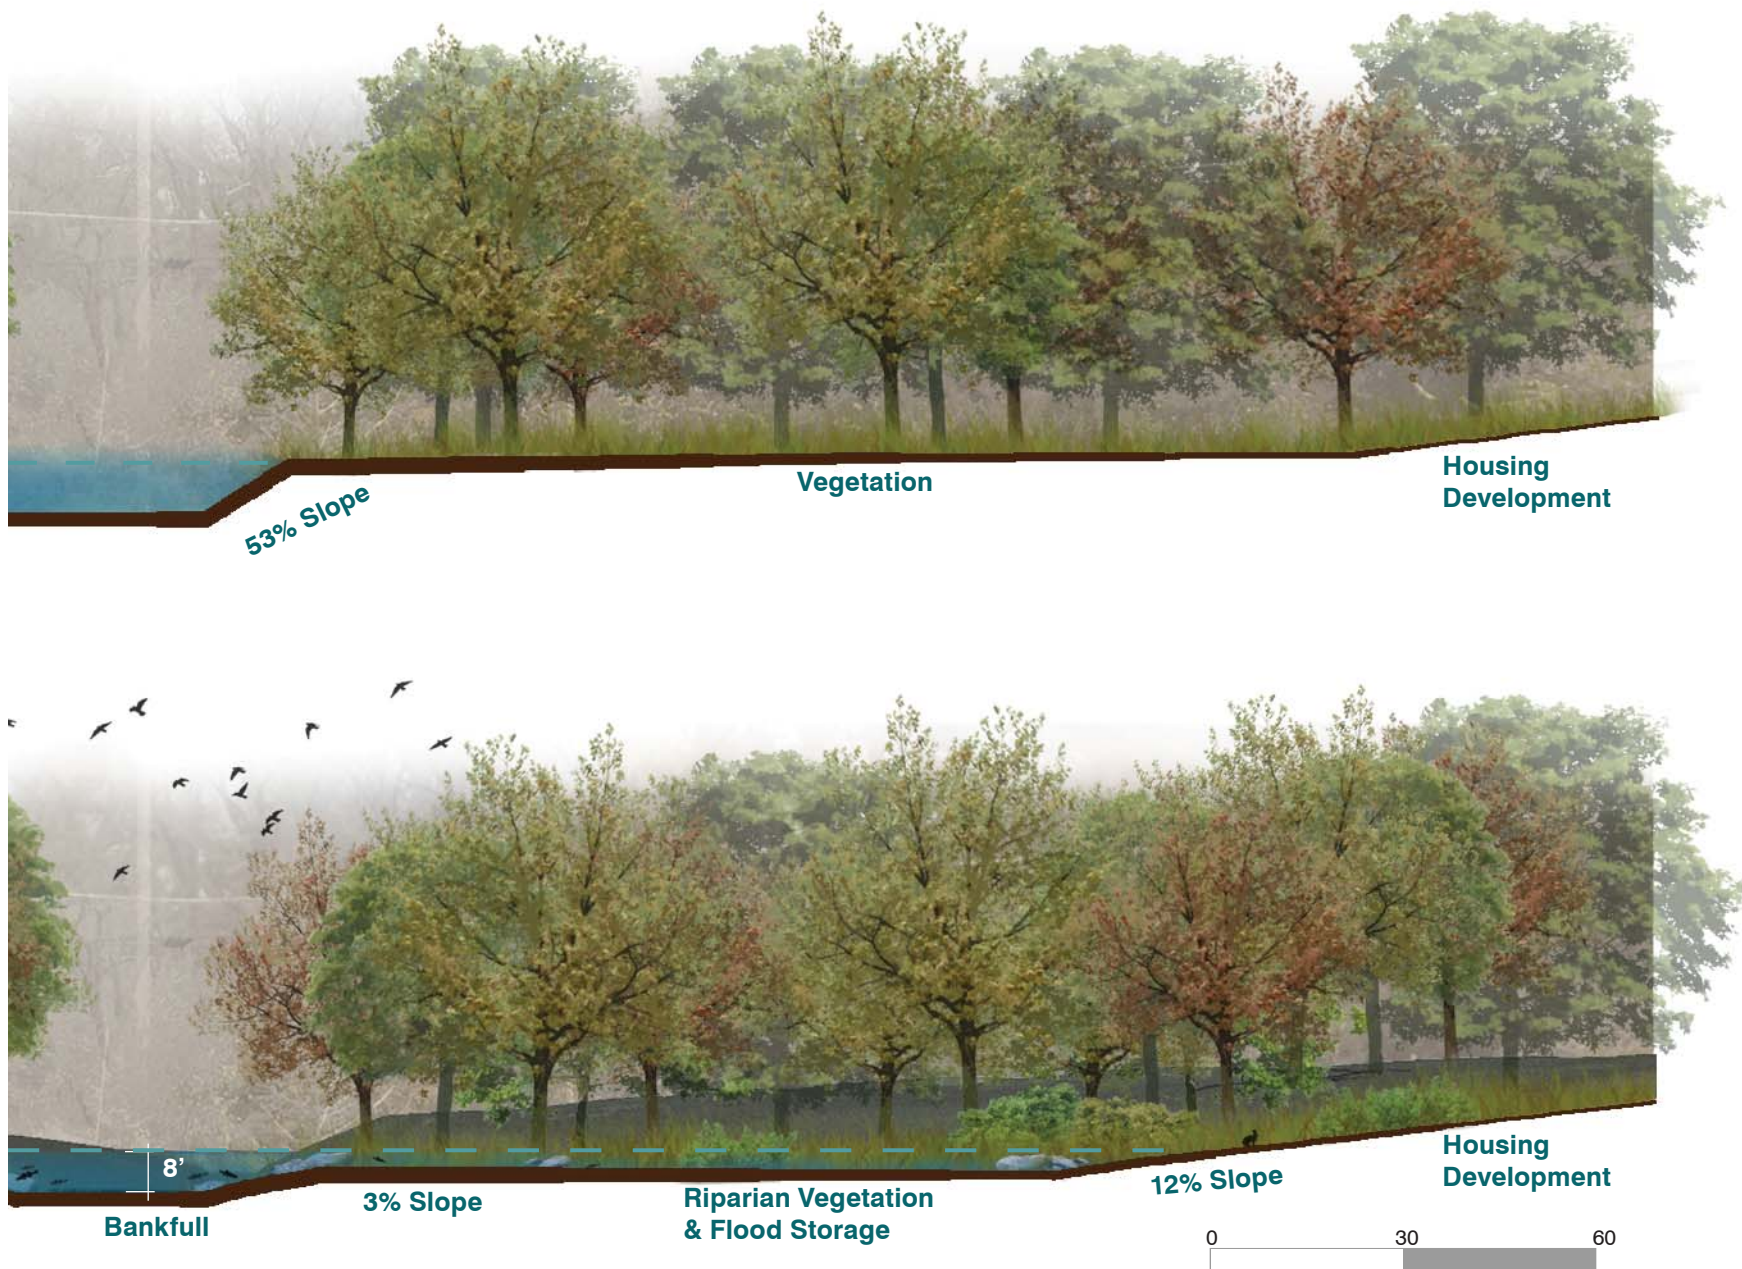 53% Slope
Vegetation
Housing
Development
8’
Bankfull
3% Slope
Riparian Vegetation
& Flood Storage
12% Slope
Housing
Development
0 30 60